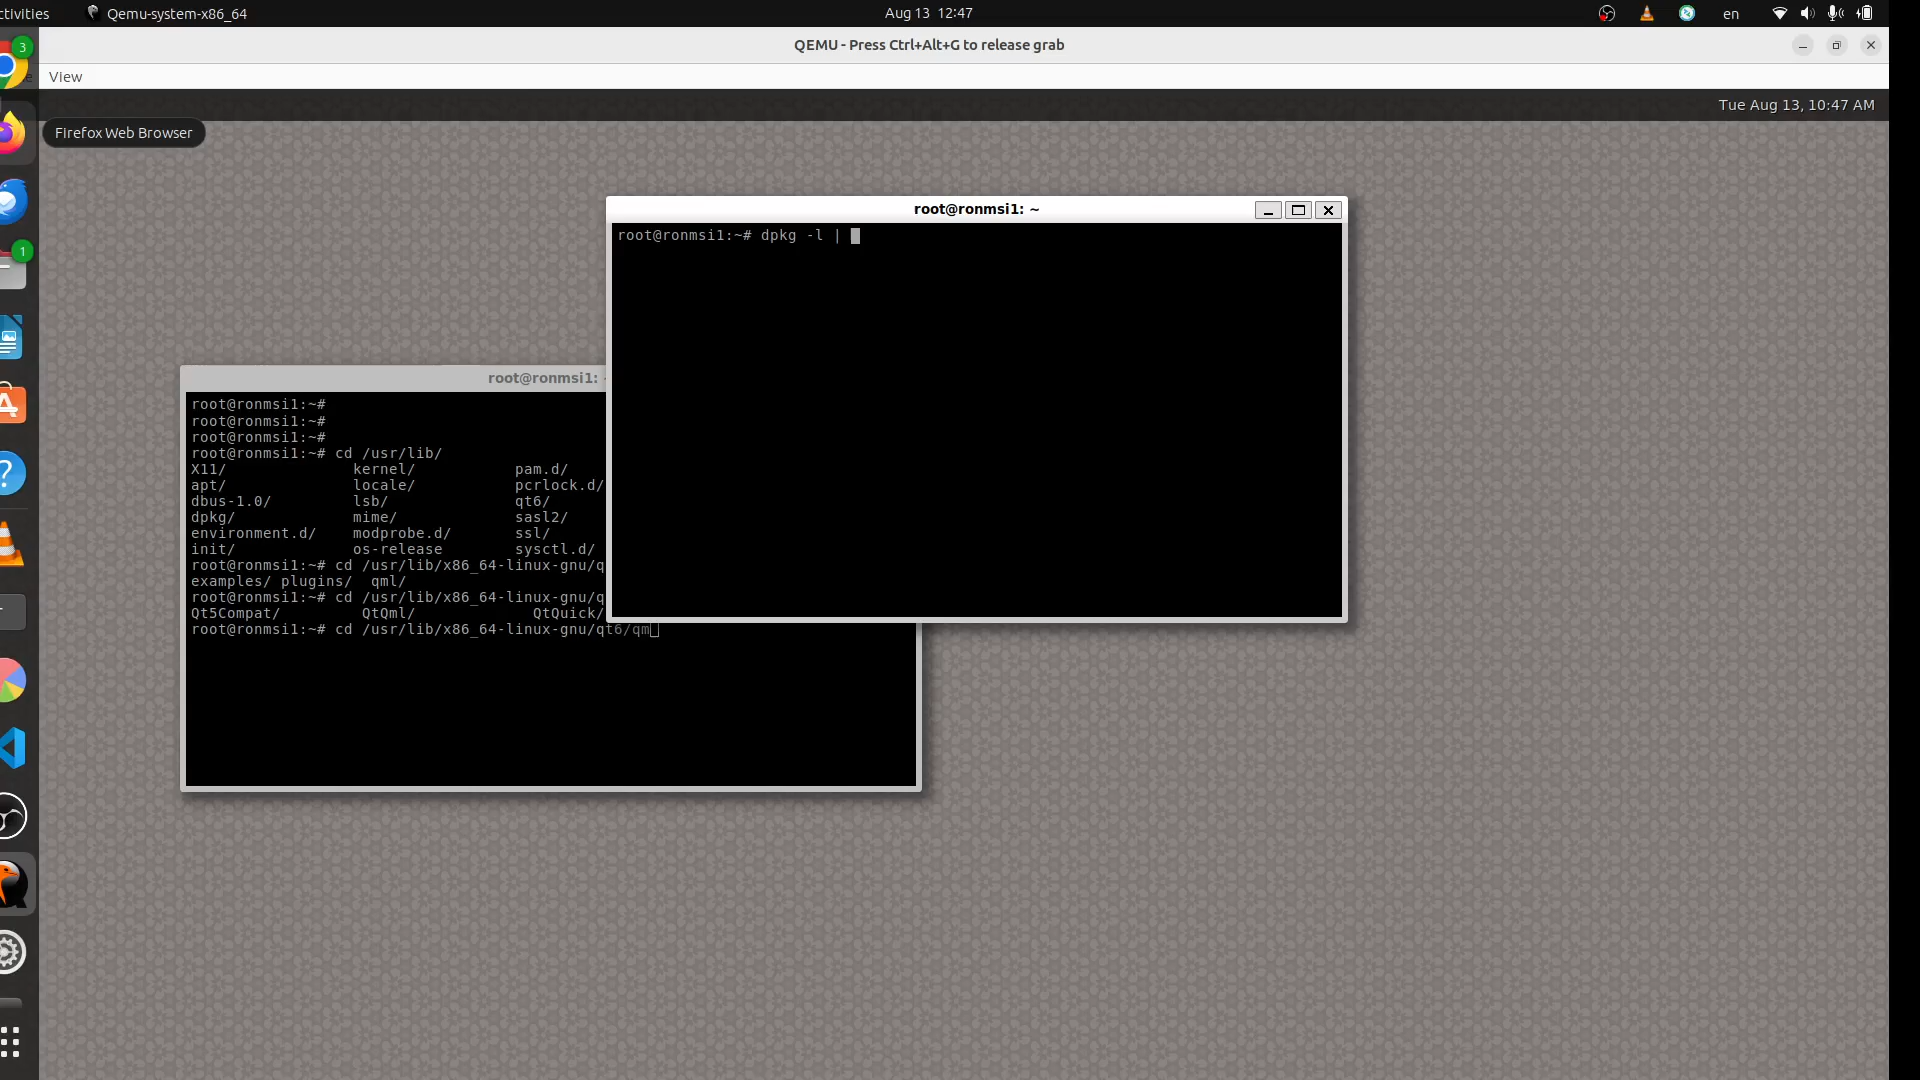 ctivities
Qemu-system-x86_64
Aug 13 12:47
en
QEMU - Press Ctrl+Alt+G to release grab
View
Tue Aug 13, 10:47 AM
3
Firefox Web Browser
1
root@ronmsi1: ~
root@ronmsi1:~# dpkg -l |
root@ronmsi1:
root@ronmsi1:~#
root@ronmsi1:~#
root@ronmsi1:~#
root@ronmsi1:~# cd /usr/lib/
X11/ kernel/ pam.d/
apt/ locale/ pcrlock.d/
dbus-1.0/ lsb/ qt6/
dpkg/ mime/ sasl2/
environment.d/ modprobe.d/ ssl/
init/ os-release sysctl.d/
root@ronmsi1:~# cd /usr/lib/x86_64-linux-gnu/q
examples/ plugins/ qml/
root@ronmsi1:~# cd /usr/lib/x86_64-linux-gnu/q
Qt5Compat/ QtQml/ QtQuick/
root@ronmsi1:~# cd /usr/lib/x86_64-linux-gnu/qt6/qm